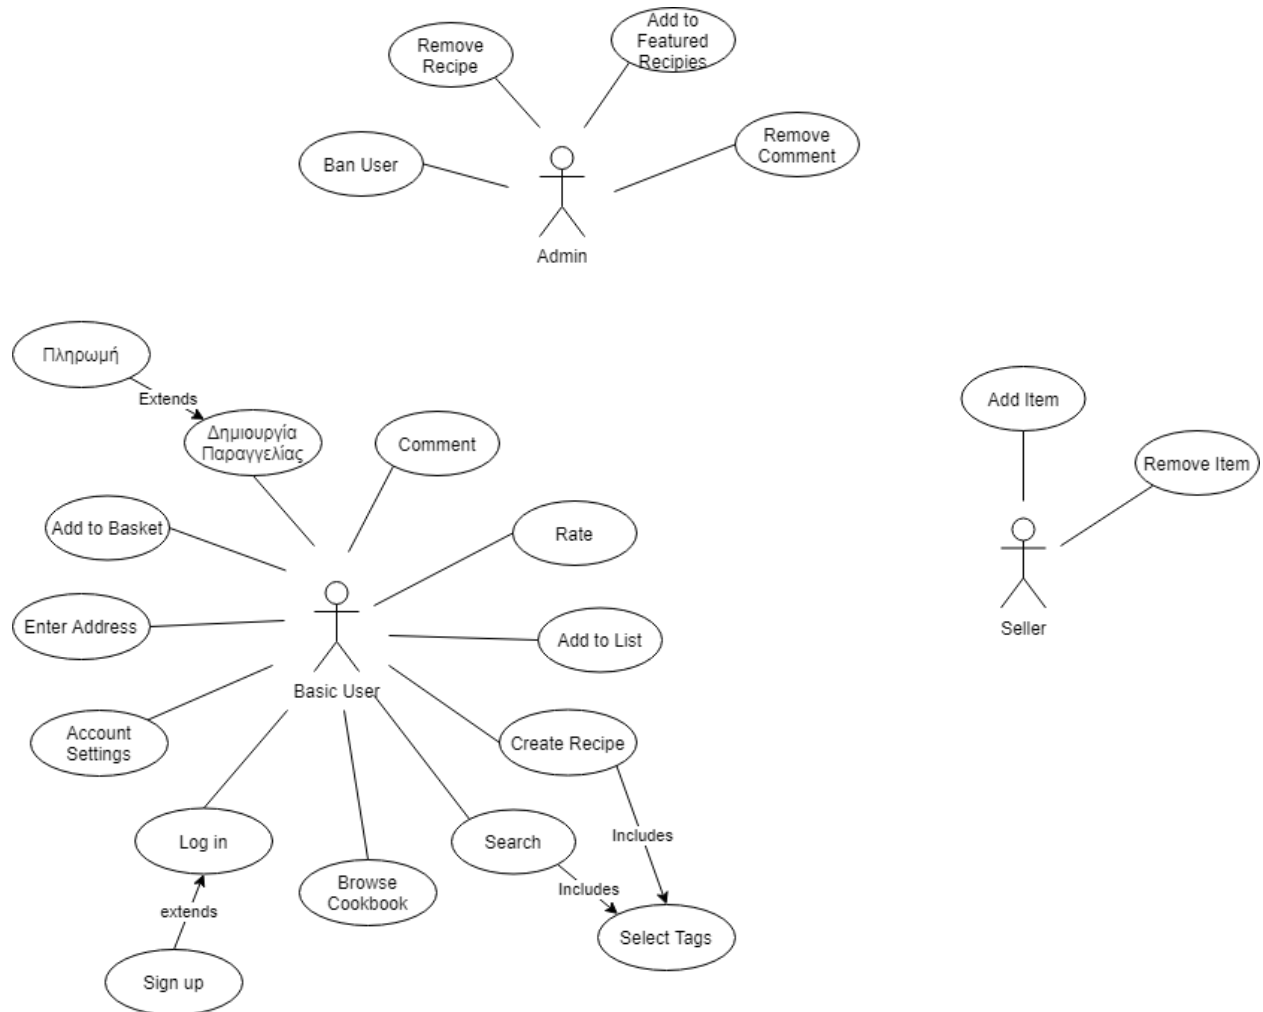 Remove
Recipe
Add to
Featured
Recipies
Ban User
Remove
Comment
Admin
Πληρωμή
Extends
Δημιουργία
Παραγγελίας
Comment
Add Item
Remove Item
Add to Basket
Rate
Enter Address
Add to List
Seller
Basic User
Account
Settings
Create Recipe
Log in
Search
Includes
Browse
Cookbook
Includes
extends
Select Tags
Sign up